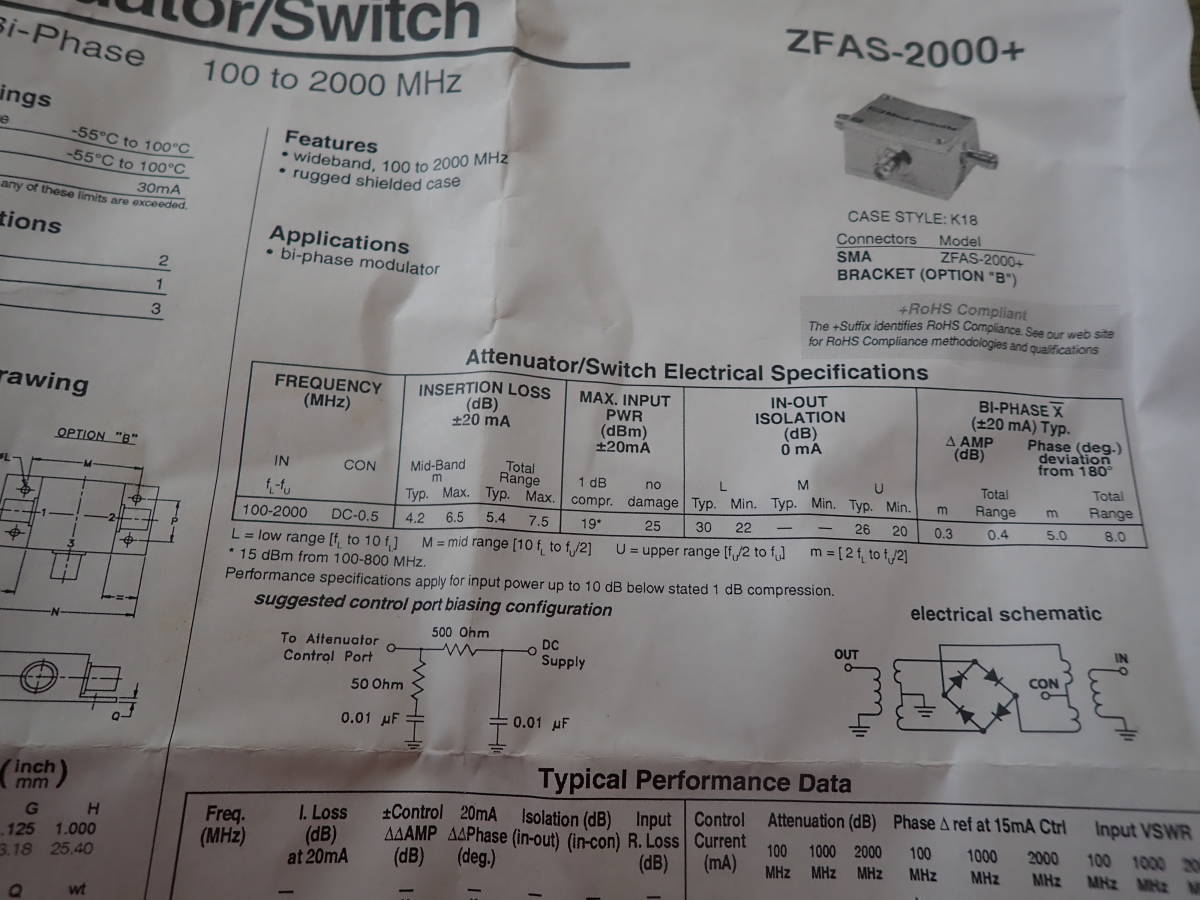 uator/Switch
Bi-Phase
100 to 2000 MHz
ZFAS-2000+
ings
-55°C to 100°C
-55°C to 100°C
30mA
any of these limits are exceeded.
tions
2
1
3
Features
• wideband, 100 to 2000 MHz
• rugged shielded case
Applications
• bi-phase modulator
CASE STYLE: K18
Connectors Model
SMA ZFAS-2000+
BRACKET (OPTION "B")
+RoHS Compliant
The +Suffix identifies RoHS Compliance. See our web site
for RoHS Compliance methodologies and qualifications
rawing
OPTION "B"
M
1
2
3
P
N
Q
Attenuator/Switch Electrical Specifications
FREQUENCY (MHz)
INSERTION LOSS (dB) ±20 mA
MAX. INPUT PWR (dBm) ±20mA
IN-OUT ISOLATION (dB) 0 mA
BI-PHASE X̅ (±20 mA) Typ.
IN CON
fL-fU
Mid-Band m Total Range
Typ. Max. Typ. Max.
1 dB compr. no damage
L M U
Typ. Min. Typ. Min. Typ. Min.
Δ AMP (dB)
Phase (deg.) deviation from 180°
m Total Range m Total Range
100-2000 DC-0.5 4.2 6.5 5.4 7.5 19* 25 30 22 — — 26 20 0.3 0.4 5.0 8.0
L = low range [fL to 10 fL] M = mid range [10 fL to fU/2] U = upper range [fU/2 to fU] m = [2 fL to fU/2]
* 15 dBm from 100-800 MHz.
Performance specifications apply for input power up to 10 dB below stated 1 dB compression.
suggested control port biasing configuration
To Attenuator
Control Port
500 Ohm
DC
Supply
50 Ohm
0.01 µF
0.01 µF
electrical schematic
OUT
IN
CON
(inch
mm)
G H
.125 1.000
3.18 25.40
Q wt
Typical Performance Data
Freq. (MHz)
I. Loss (dB) at 20mA
±Control 20mA
ΔΔAMP (dB) ΔΔPhase (deg.)
Isolation (dB)
(in-out) (in-con)
Input R. Loss (dB)
Control Current (mA)
Attenuation (dB)
100 MHz 1000 MHz 2000 MHz
Phase Δ ref at 15mA Ctrl
100 MHz 1000 MHz 2000 MHz
Input VSWR
100 MHz 1000 MHz 20
— — — — — —